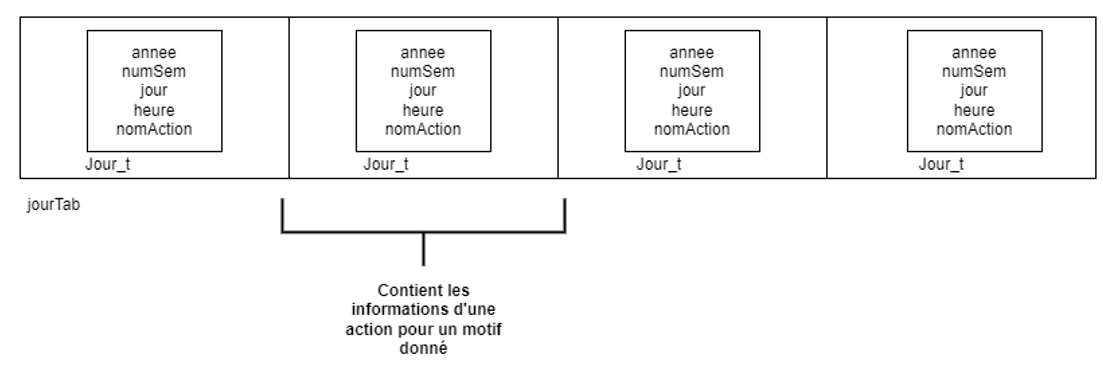 annee
numSem
jour
heure
nomAction
Jour_t
annee
numSem
jour
heure
nomAction
Jour_t
annee
numSem
jour
heure
nomAction
Jour_t
annee
numSem
jour
heure
nomAction
Jour_t
jourTab
Contient les
informations d'une
action pour un motif
donné